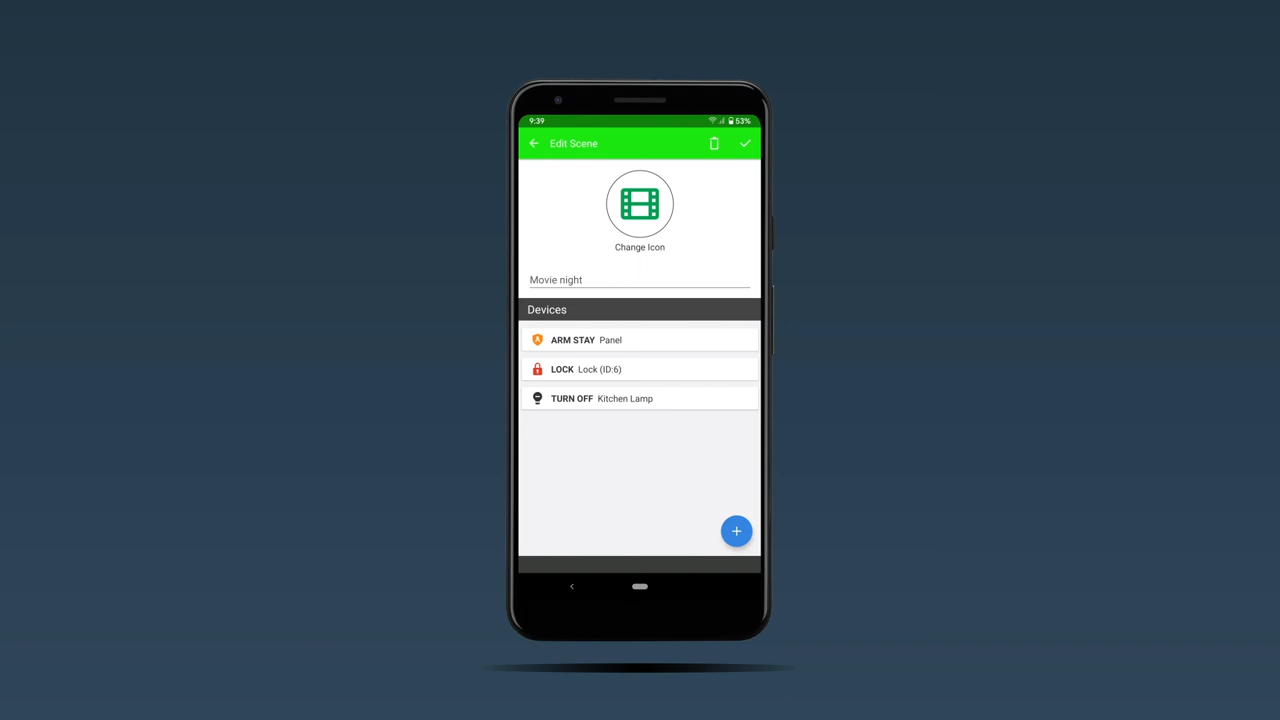 9:39
53%
Edit Scene
Change Icon
Movie night
Devices
ARM STAY Panel
LOCK Lock (ID:6)
TURN OFF Kitchen Lamp